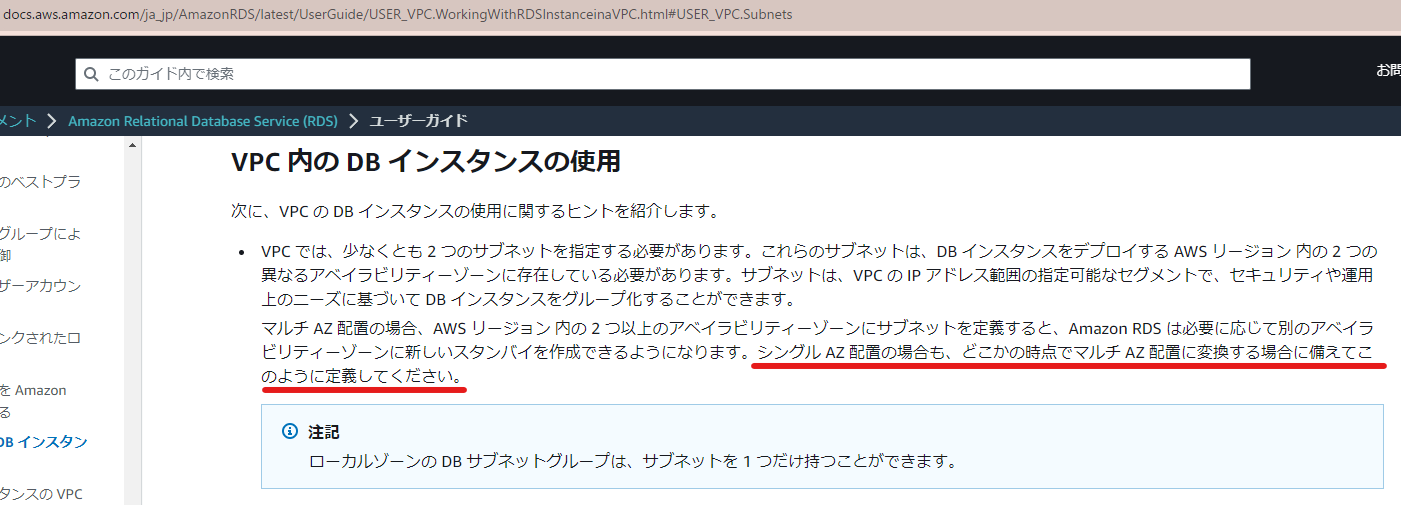 docs.aws.amazon.com/ja_jp/AmazonRDS/latest/UserGuide/USER_VPC.WorkingWithRDSInstanceinaVPC.html#USER_VPC.Subnets
このガイド内で検索
お問
メント > Amazon Relational Database Service (RDS) > ユーザーガイド
のベストプラ
グループによ
御
ザーアカウン
ンクされたロ
を Amazon
る
DB インスタン
タンスの VPC
VPC 内の DB インスタンスの使用
次に、VPC の DB インスタンスの使用に関するヒントを紹介します。
• VPC では、少なくとも 2 つのサブネットを指定する必要があります。これらのサブネットは、DB インスタンスをデプロイする AWS リージョン 内の 2 つの
異なるアベイラビリティーゾーンに存在している必要があります。サブネットは、VPC の IP アドレス範囲の指定可能なセグメントで、セキュリティや運用
上のニーズに基づいて DB インスタンスをグループ化することができます。
マルチ AZ 配置の場合、AWS リージョン 内の 2 つ以上のアベイラビリティーゾーンにサブネットを定義すると、Amazon RDS は必要に応じて別のアベイラ
ビリティーゾーンに新しいスタンバイを作成できるようになります。シングル AZ 配置の場合も、どこかの時点でマルチ AZ 配置に変換する場合に備えてこ
のように定義してください。
注記
ローカルゾーンの DB サブネットグループは、サブネットを 1 つだけ持つことができます。